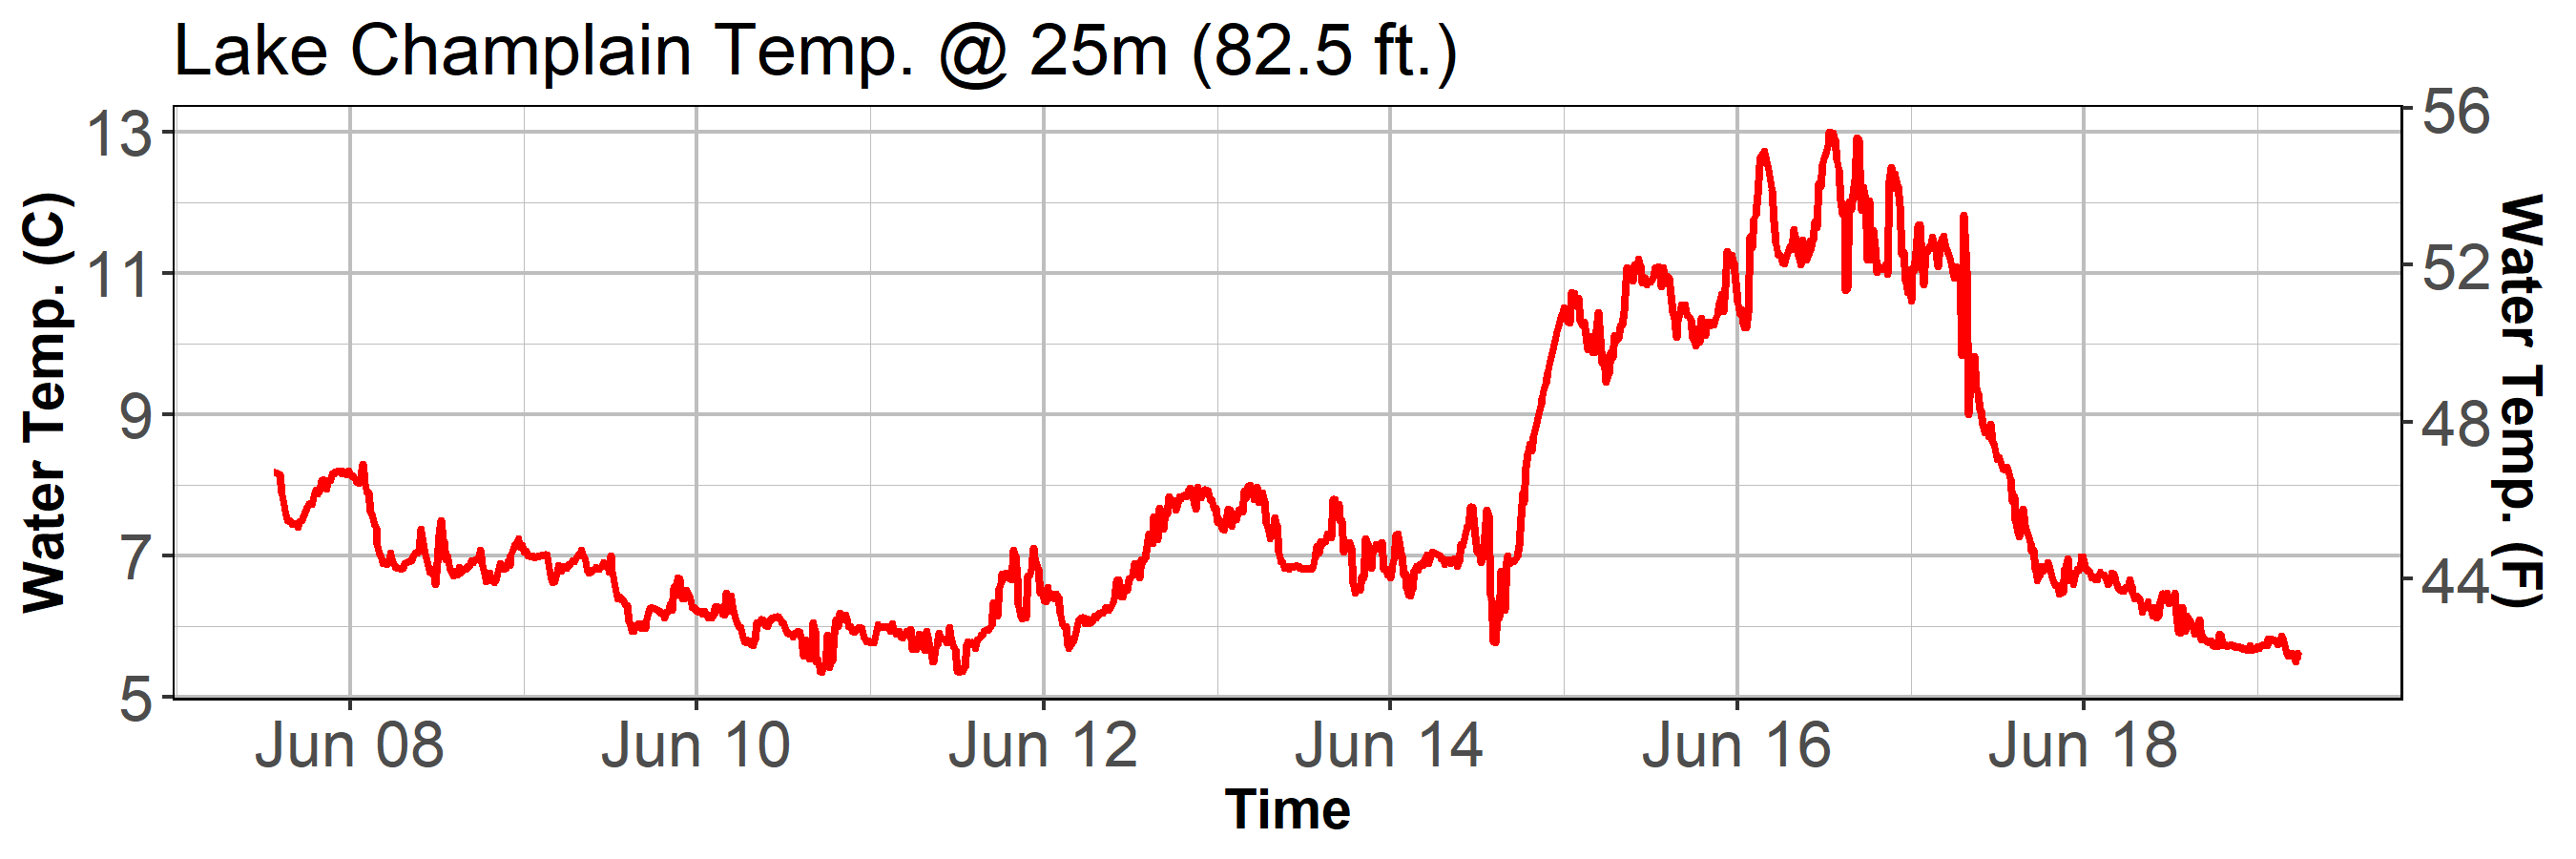 Lake Champlain Temp. @ 25m (82.5 ft.)
Water Temp. (C)
13
11
9
7
5
56
52
48
44
Water Temp. (F)
Jun 08
Jun 10
Jun 12
Jun 14
Jun 16
Jun 18
Time